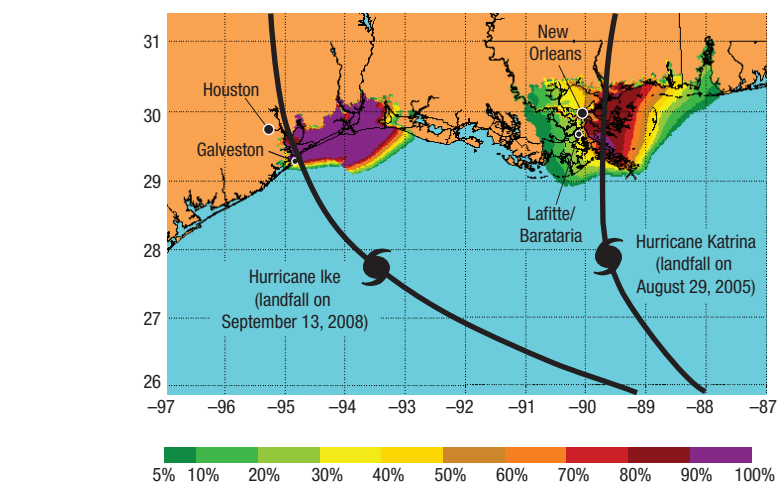 31
30
29
28
27
26
New
Orleans
Houston
Galveston
Lafitte/
Barataria
Hurricane Katrina
(landfall on
August 29, 2005)
Hurricane Ike
(landfall on
September 13, 2008)
–97 –96 –95 –94 –93 –92 –91 –90 –89 –88 –87
5% 10% 20% 30% 40% 50% 60% 70% 80% 90% 100%